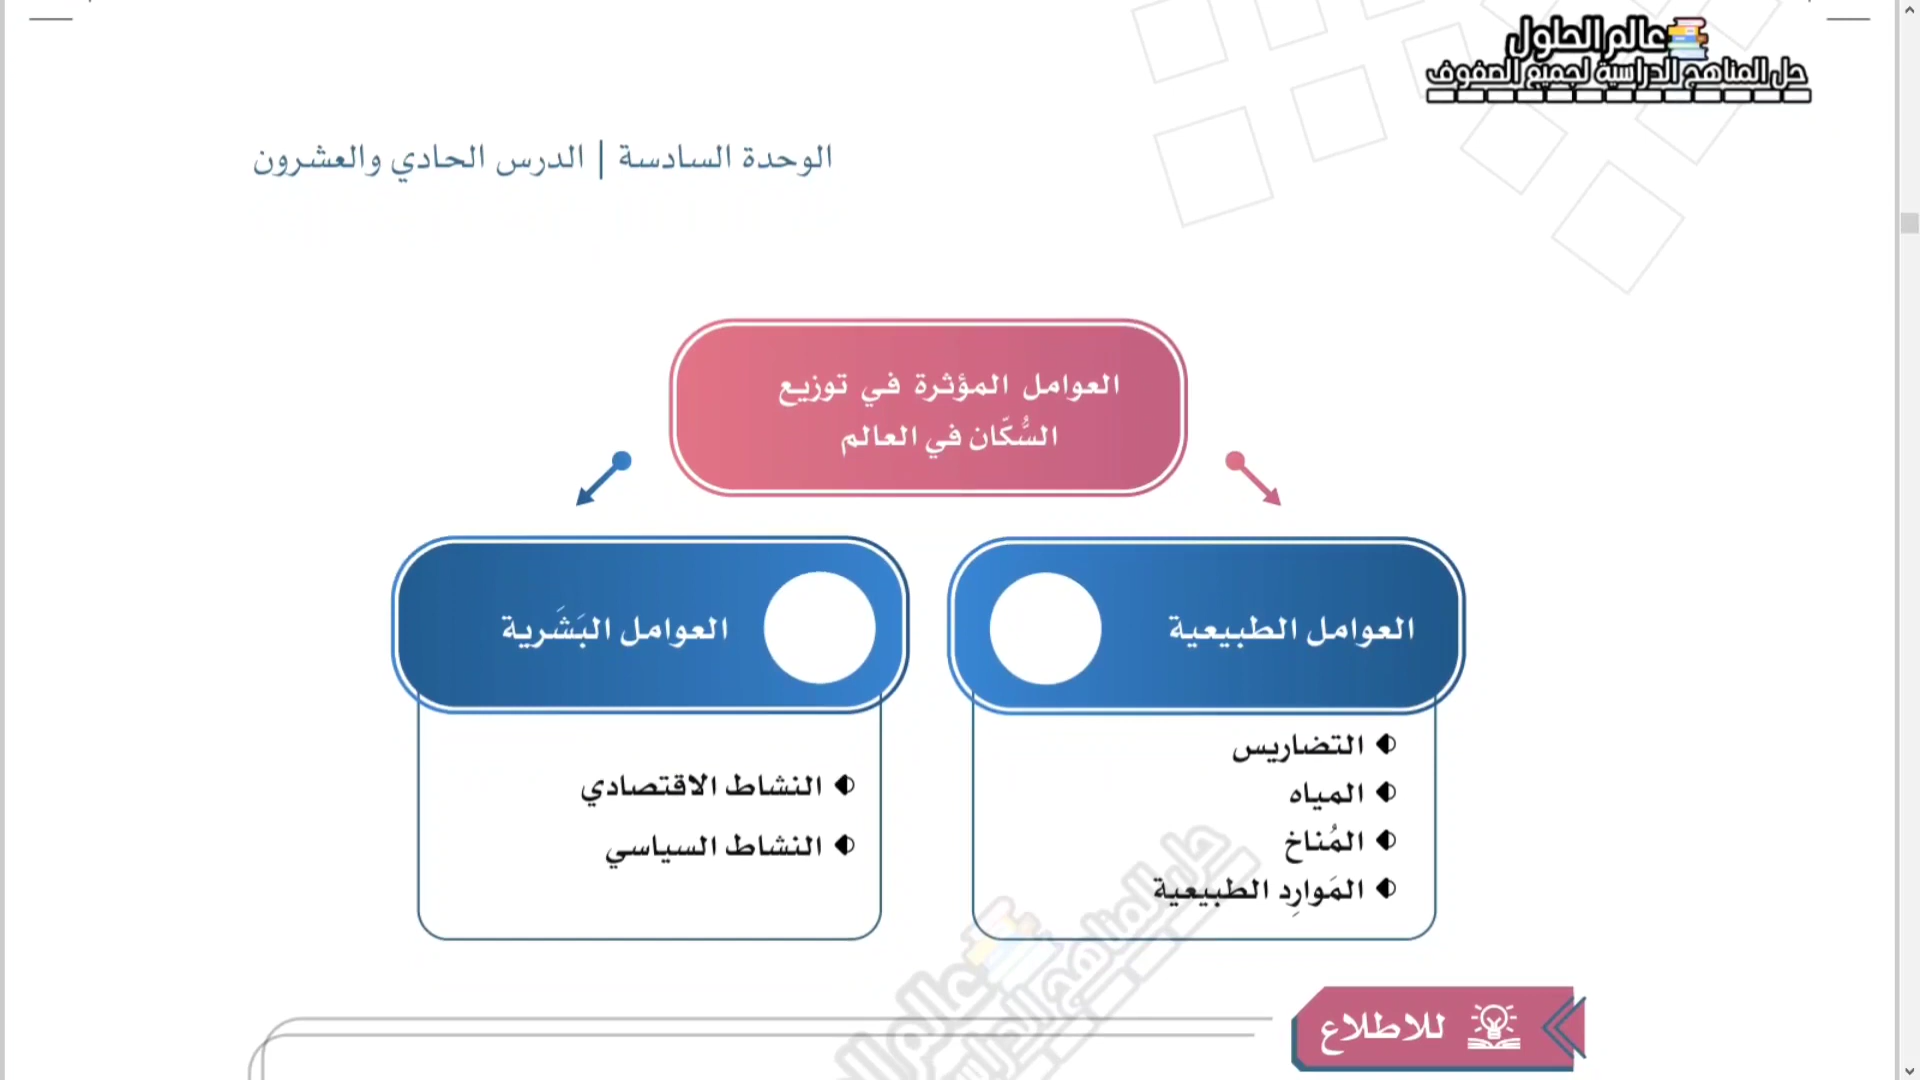 عالم الحلول
حل المناهج الدراسية لجميع الصفوف
الوحدة السادسة | الدرس الحادي والعشرون
العوامل المؤثرة في توزيع
السُّكّان في العالم
العوامل الطبيعية
التضاريس
المياه
المُناخ
المَوارِد الطبيعية
العوامل البَشَرية
النشاط الاقتصادي
النشاط السياسي
للاطلاع